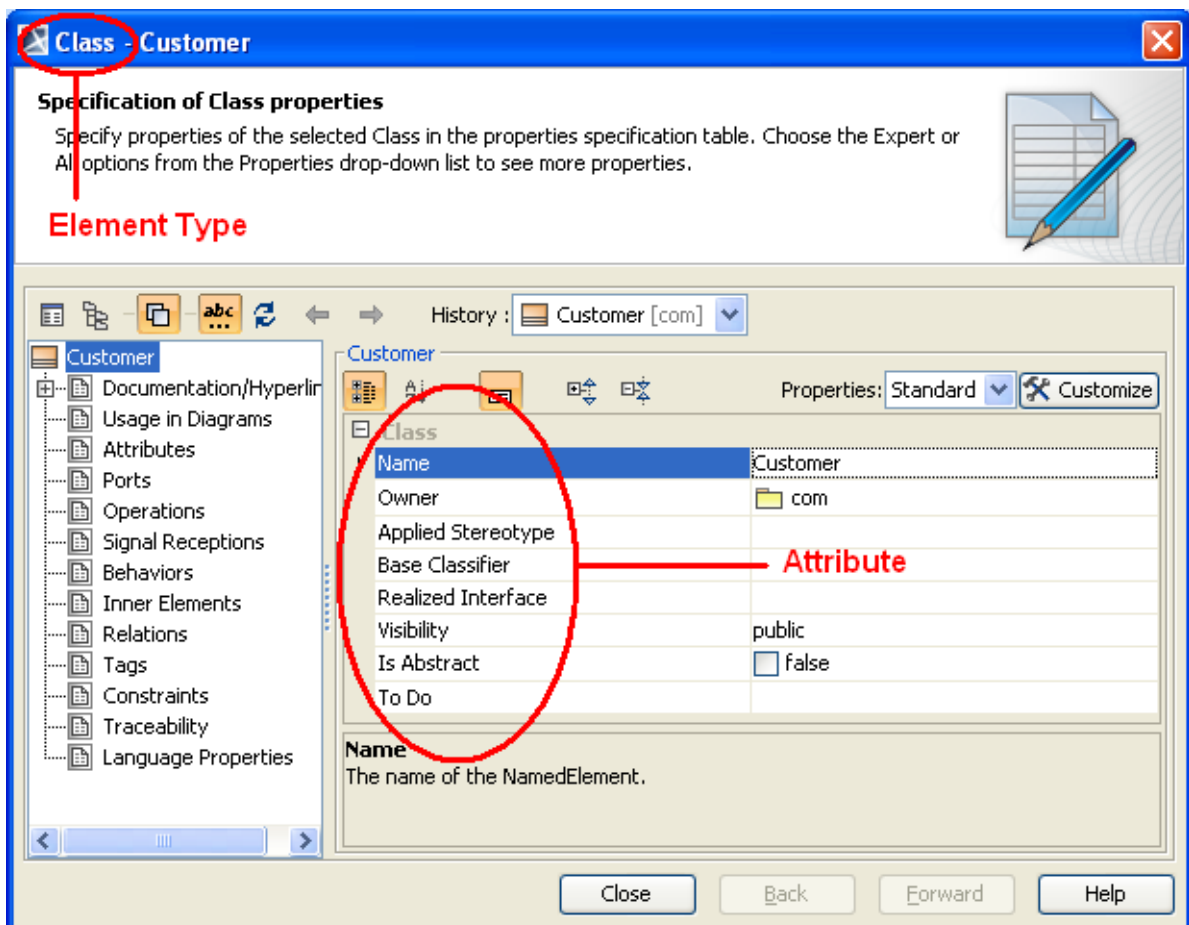 Class - Customer
Specification of Class properties
Specify properties of the selected Class in the properties specification table. Choose the Expert or
All options from the Properties drop-down list to see more properties.
Element Type
abc
History : Customer [com]
Customer
Documentation/Hyperlin
Usage in Diagrams
Attributes
Ports
Operations
Signal Receptions
Behaviors
Inner Elements
Relations
Tags
Constraints
Traceability
Language Properties
Customer
Properties: Standard Customize
Class
Name Customer
Owner com
Applied Stereotype
Base Classifier
Attribute
Realized Interface
Visibility public
Is Abstract false
To Do
Name
The name of the NamedElement.
Close Back Forward Help